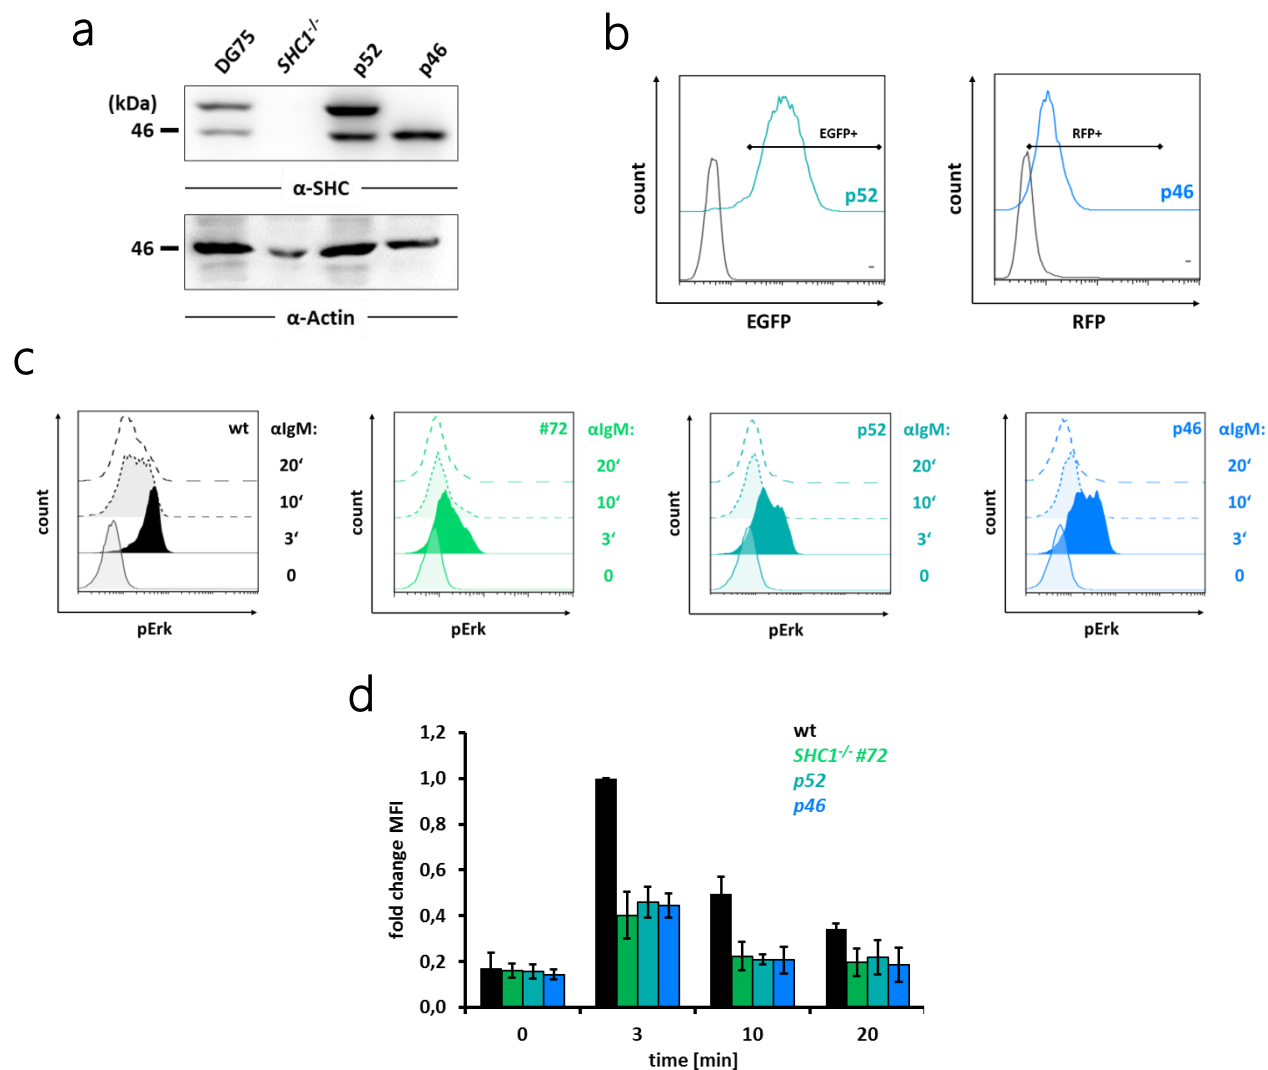 a
DG75
SHC1-/-
p52
p46
(kDa)
46
α-SHC
46
α-Actin
b
count
EGFP+
p52
-
EGFP
count
RFP+
p46
-
RFP
c
count
wt
αIgM:
20‘
10‘
3‘
0
pErk
count
#72
αIgM:
20‘
10‘
3‘
0
pErk
count
p52
αIgM:
20‘
10‘
3‘
0
pErk
count
p46
αIgM:
20‘
10‘
3‘
0
pErk
d
fold change MFI
1,2
1,0
0,8
0,6
0,4
0,2
0,0
wt
SHC1-/- #72
p52
p46
0 3 10 20
time [min]